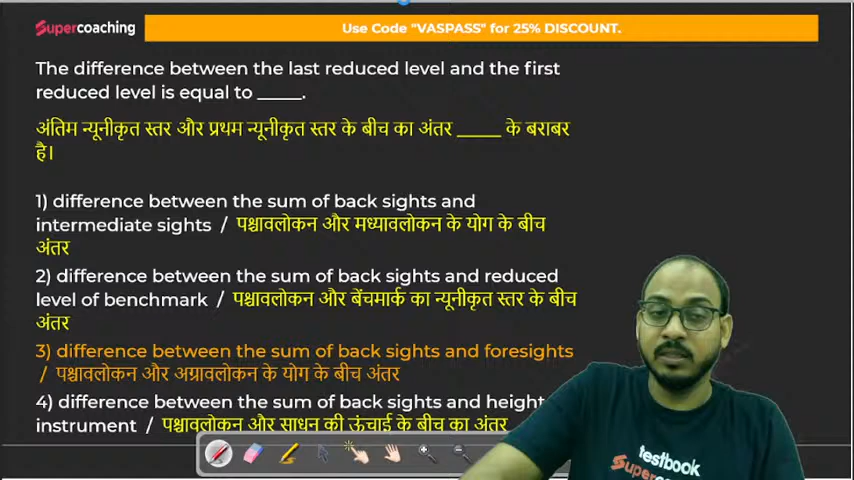 Supercoaching
Use Code "VASPASS" for 25% DISCOUNT.
The difference between the last reduced level and the first
reduced level is equal to _____.
अंतिम न्यूनीकृत स्तर और प्रथम न्यूनीकृत स्तर के बीच का अंतर _____ के बराबर
है।
1) difference between the sum of back sights and
intermediate sights / पश्चावलोकन और मध्यावलोकन के योग के बीच
अंतर
2) difference between the sum of back sights and reduced
level of benchmark / पश्चावलोकन और बेंचमार्क का न्यूनीकृत स्तर के बीच
अंतर
3) difference between the sum of back sights and foresights
/ पश्चावलोकन और अग्रावलोकन के योग के बीच अंतर
4) difference between the sum of back sights and height
instrument / पश्चावलोकन और साधन की ऊंचाई के बीच का अंतर
testbook